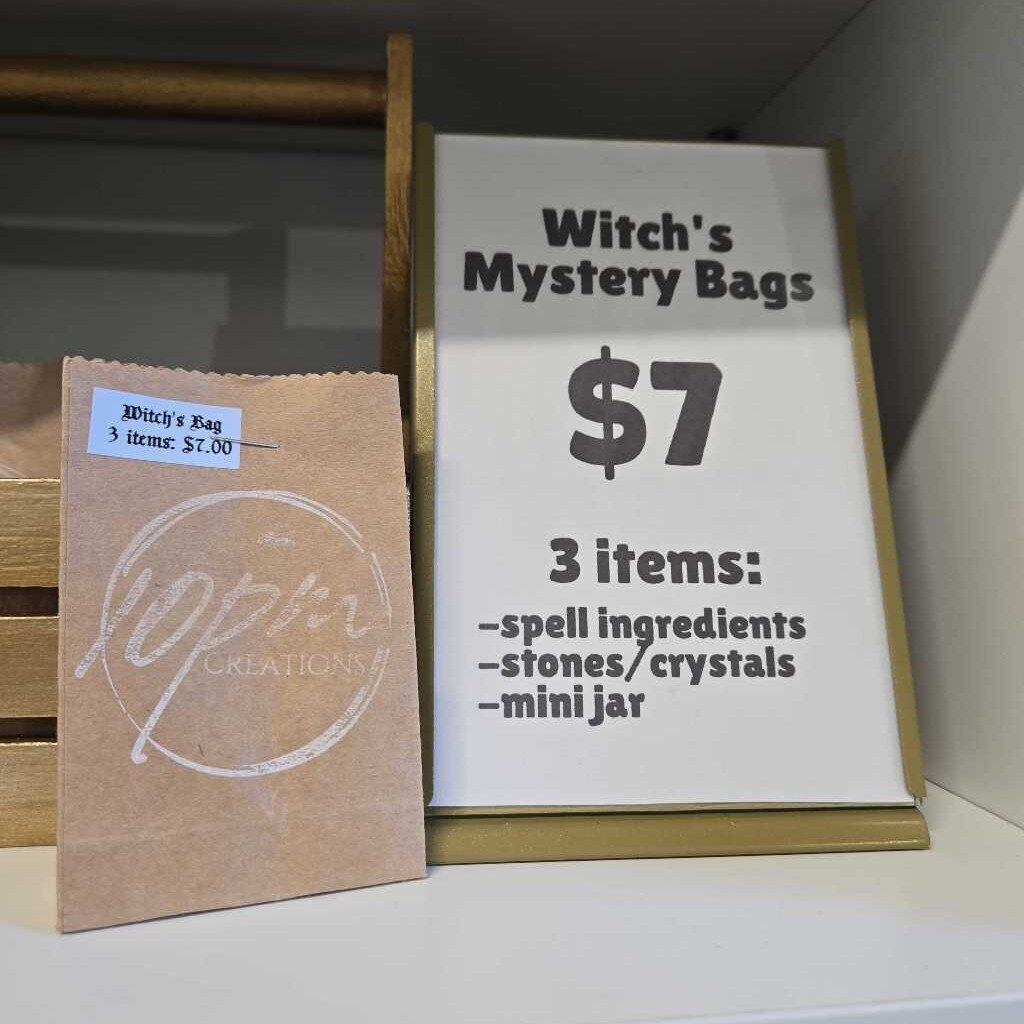 Witch's Bag
3 items: $7.00
10pm
CREATIONS
Witch's
Mystery Bags
$7
3 items:
-spell ingredients
-stones/crystals
-mini jar